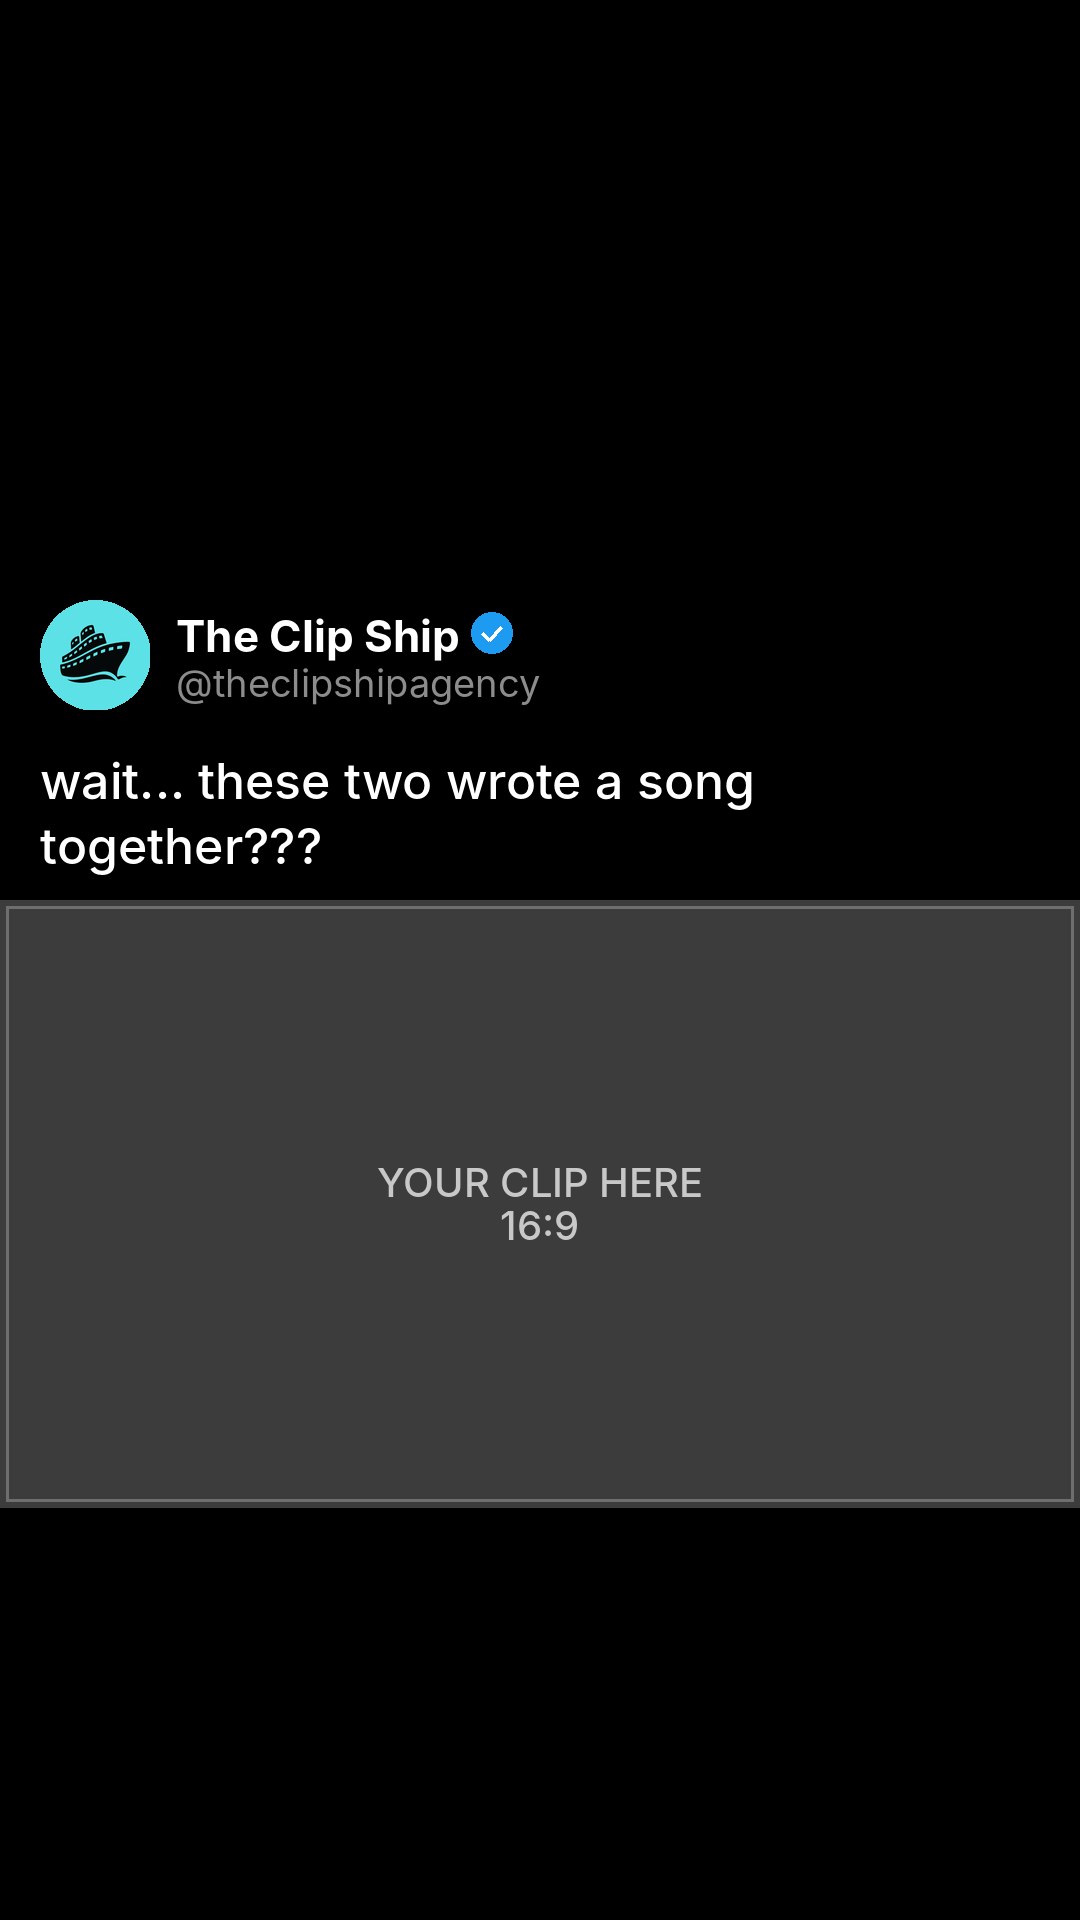 The Clip Ship
@theclipshipagency
wait... these two wrote a song
together???
YOUR CLIP HERE
16:9